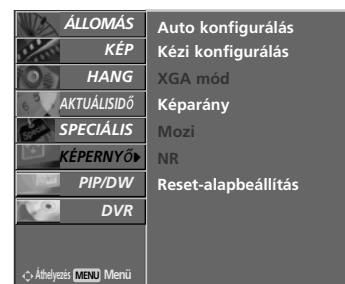 ÁLLOMÁS
KÉP
HANG
AKTUÁLISIDŐ
SPECIÁLIS
KÉPERNYŐ
PIP/DW
DVR
Auto konfigurálás
Kézi konfigurálás
XGA mód
Képarány
Mozi
NR
Reset-alapbeállítás
Áthelyezés MENU Menü